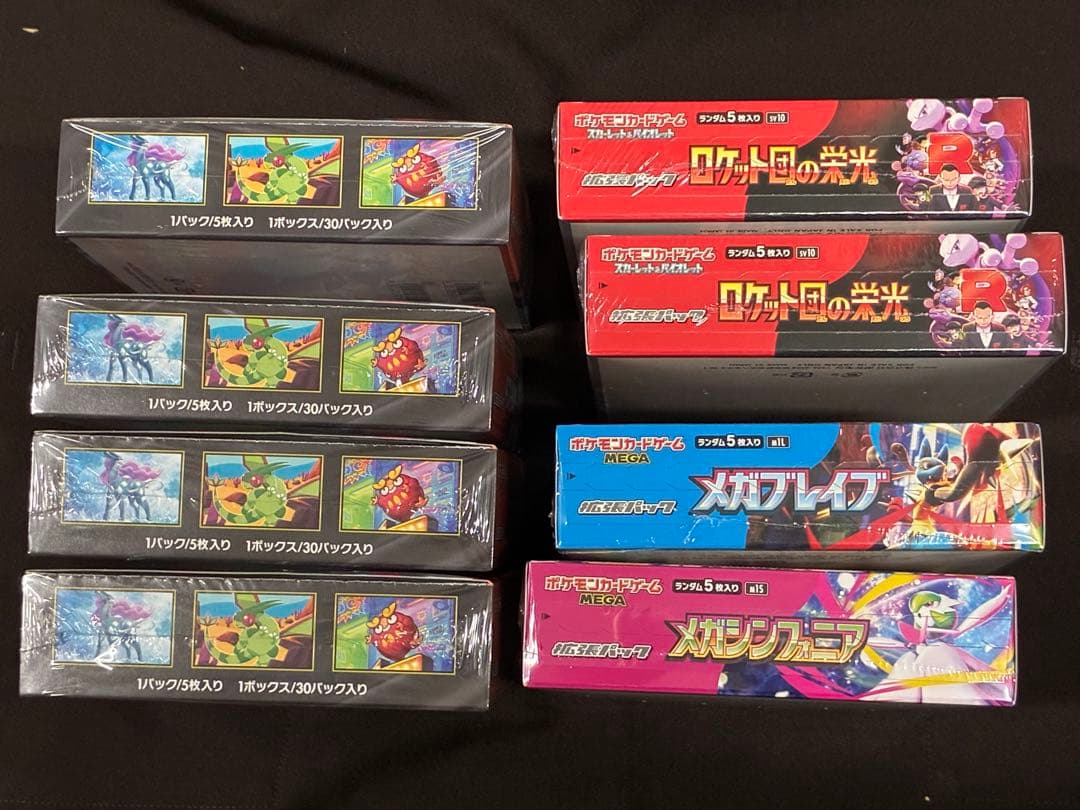 1パック/5枚入り 1ボックス/30パック入り
1パック/5枚入り 1ボックス/30パック入り
1パック/5枚入り 1ボックス/30パック入り
1パック/5枚入り 1ボックス/30パック入り
ポケモンカードゲーム
スカーレット&バイオレット
ランダム5枚入り sv10
拡張パック
ロケット団の栄光
R
ポケモンカードゲーム
スカーレット&バイオレット
ランダム5枚入り sv10
拡張パック
ロケット団の栄光
R
ポケモンカードゲーム
MEGA
ランダム5枚入り M1L
拡張パック
メガブレイブ
ポケモンカードゲーム
MEGA
ランダム5枚入り M1S
拡張パック
メガシンフォニア